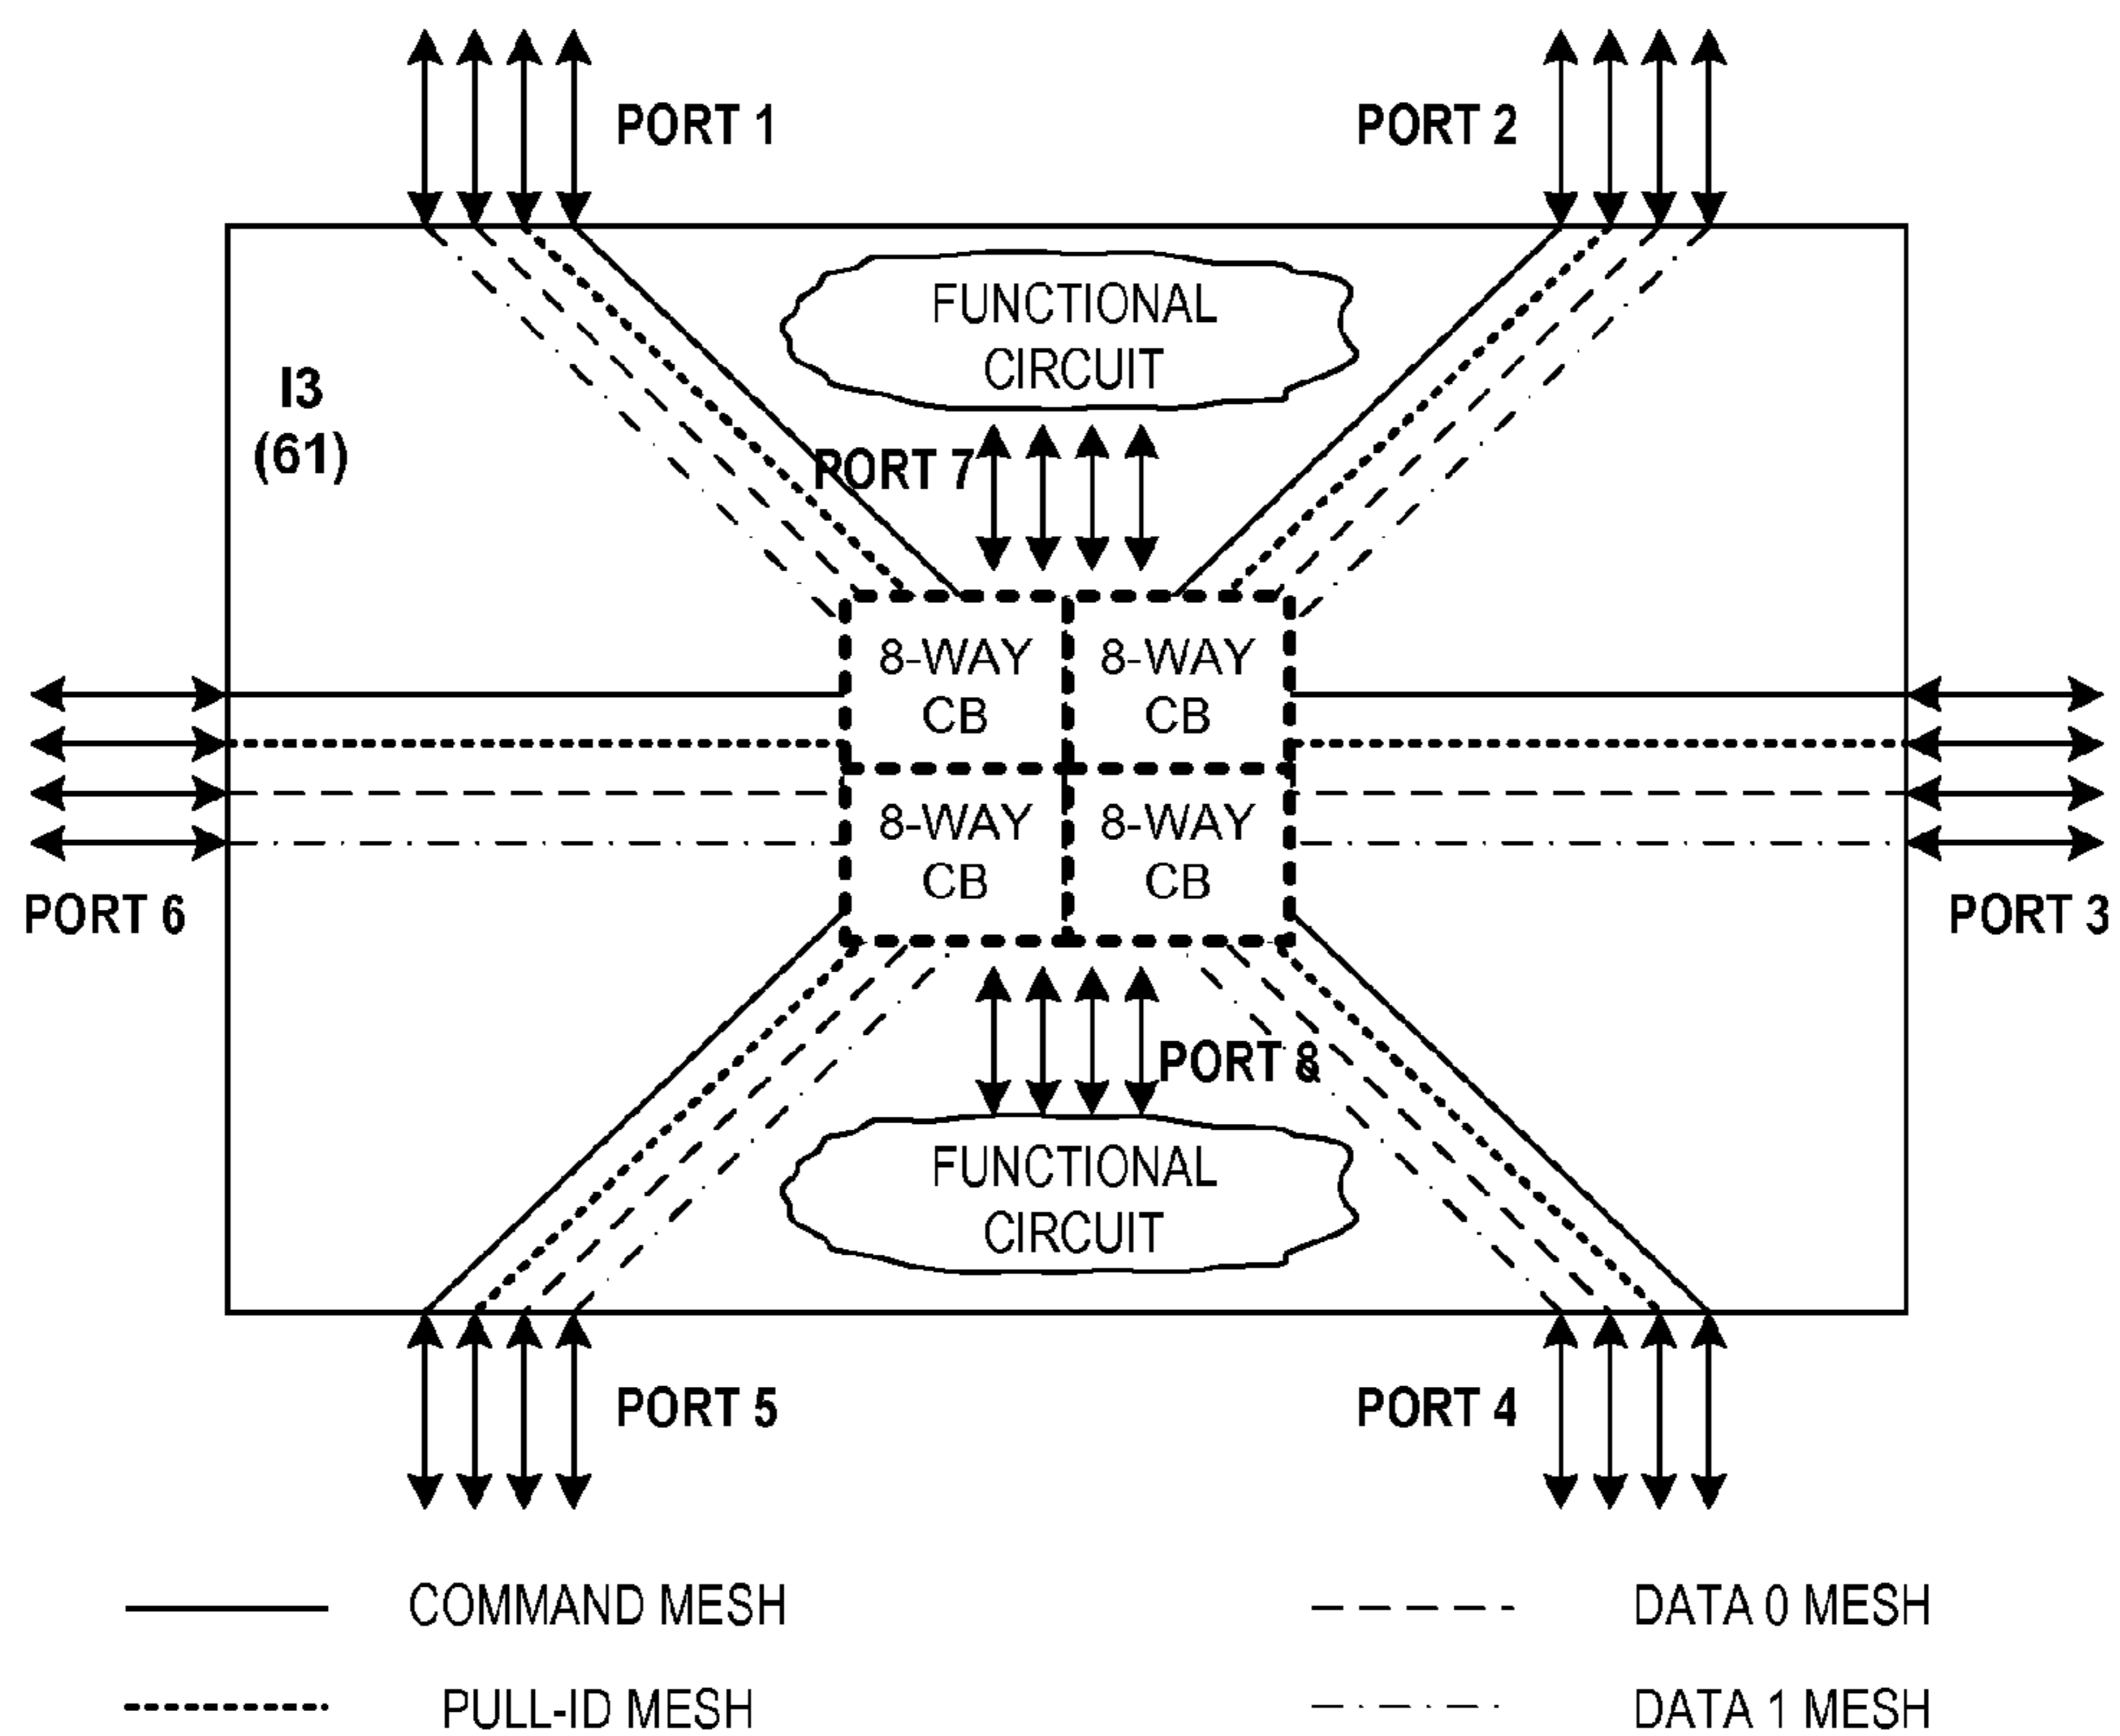 PORT 1
PORT 2
FUNCTIONAL
CIRCUIT
I3
(61)
PORT 7
8-WAY
CB
8-WAY
CB
8-WAY
CB
8-WAY
CB
PORT 6
PORT 3
PORT 8
FUNCTIONAL
CIRCUIT
PORT 5
PORT 4
COMMAND MESH
DATA 0 MESH
PULL-ID MESH
DATA 1 MESH